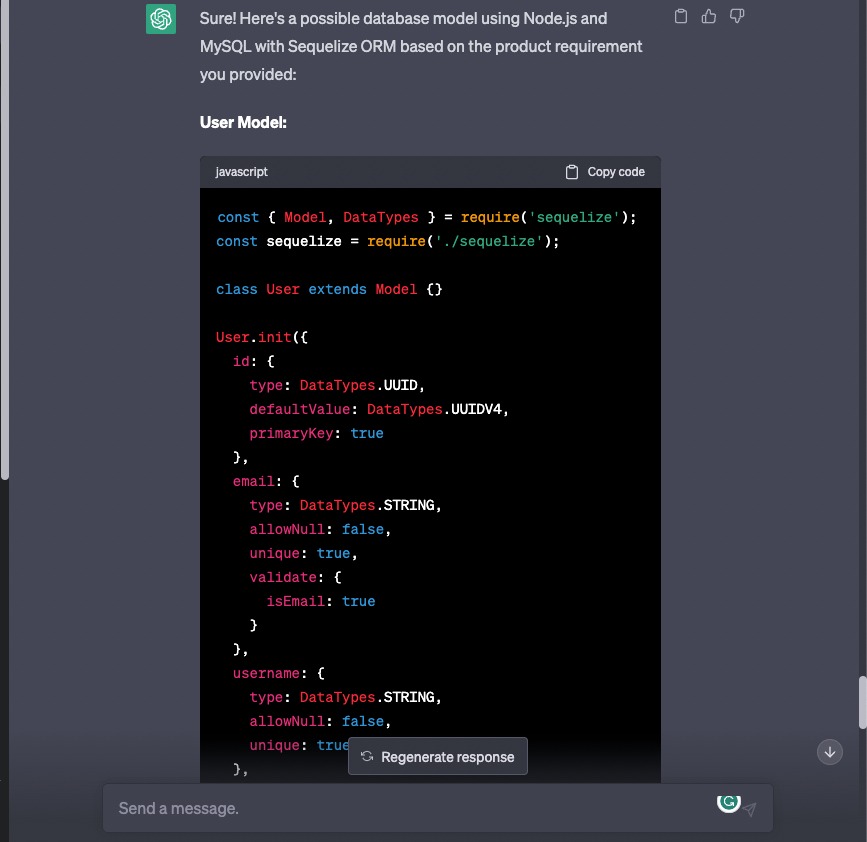 Sure! Here's a possible database model using Node.js and
MySQL with Sequelize ORM based on the product requirement
you provided:
User Model:
javascript
Copy code
const { Model, DataTypes } = require('sequelize');
const sequelize = require('./sequelize');
class User extends Model {}
User.init({
  id: {
    type: DataTypes.UUID,
    defaultValue: DataTypes.UUIDV4,
    primaryKey: true
  },
  email: {
    type: DataTypes.STRING,
    allowNull: false,
    unique: true,
    validate: {
      isEmail: true
    }
  },
  username: {
    type: DataTypes.STRING,
    allowNull: false,
    unique: true
  },
Regenerate response
Send a message.